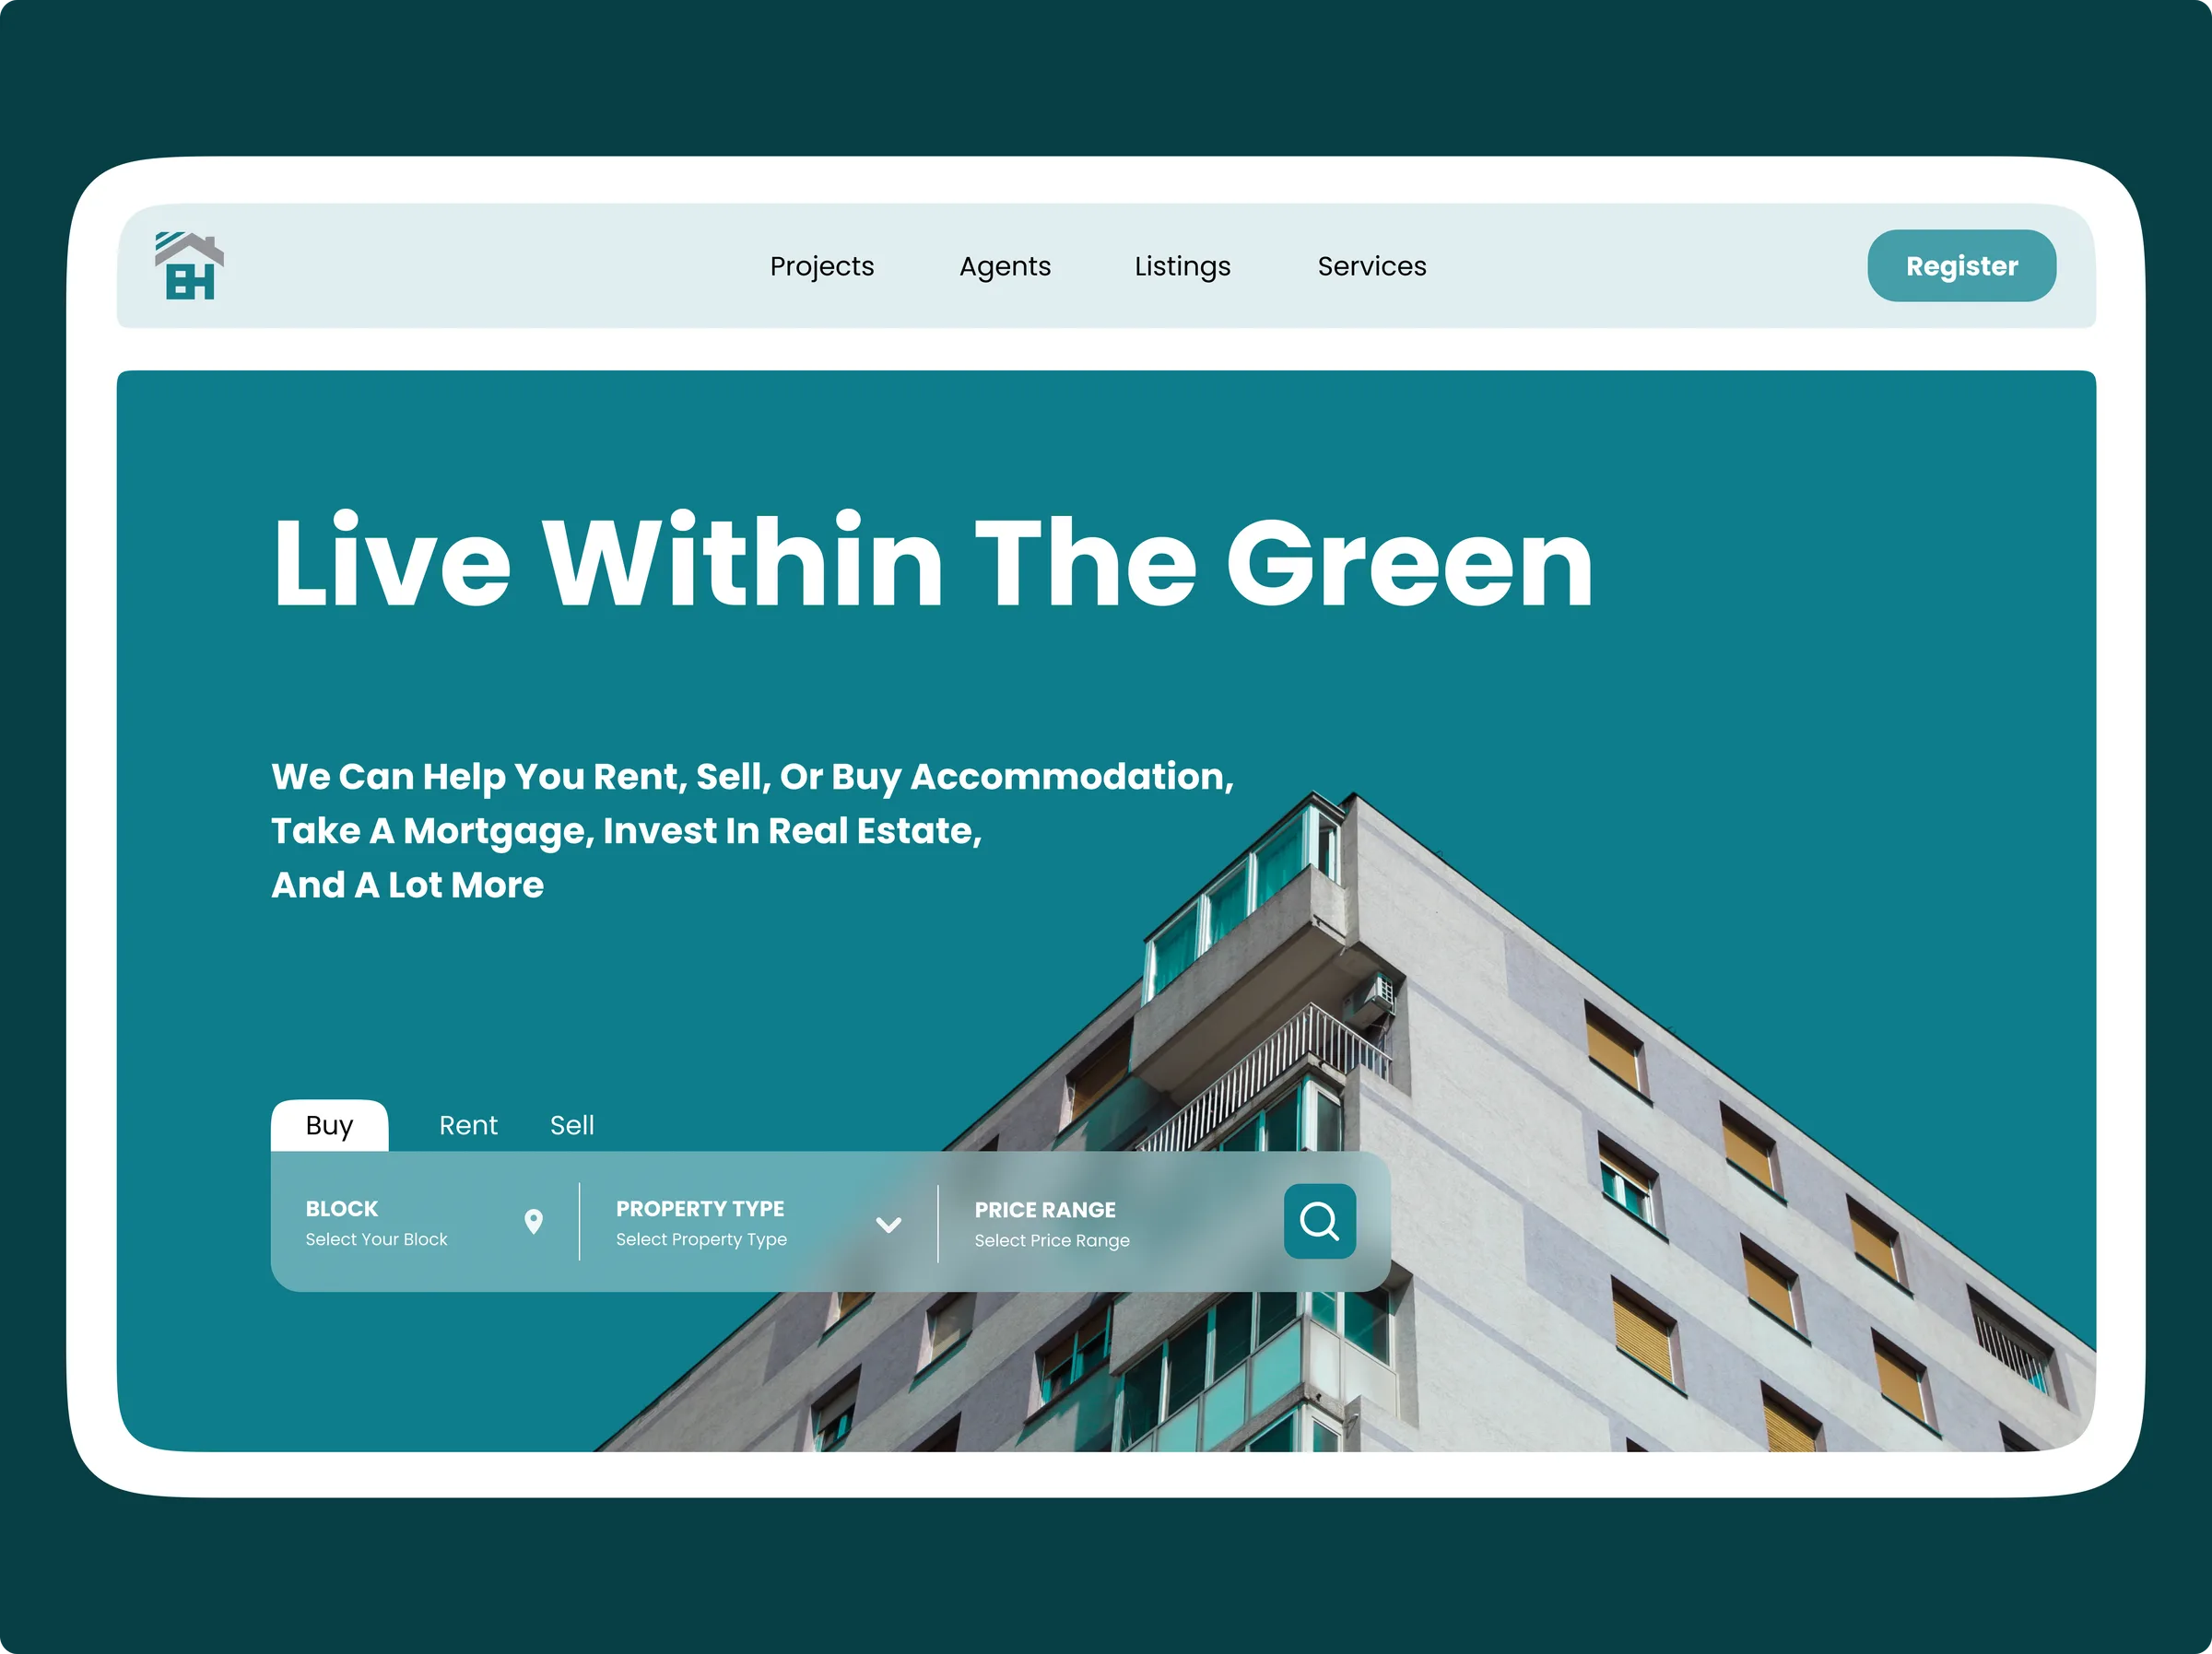 BH
Projects Agents Listings Services Register
Live Within The Green
We Can Help You Rent, Sell, Or Buy Accommodation,
Take A Mortgage, Invest In Real Estate,
And A Lot More
Buy Rent Sell
BLOCK PROPERTY TYPE PRICE RANGE
Select Your Block Select Property Type Select Price Range